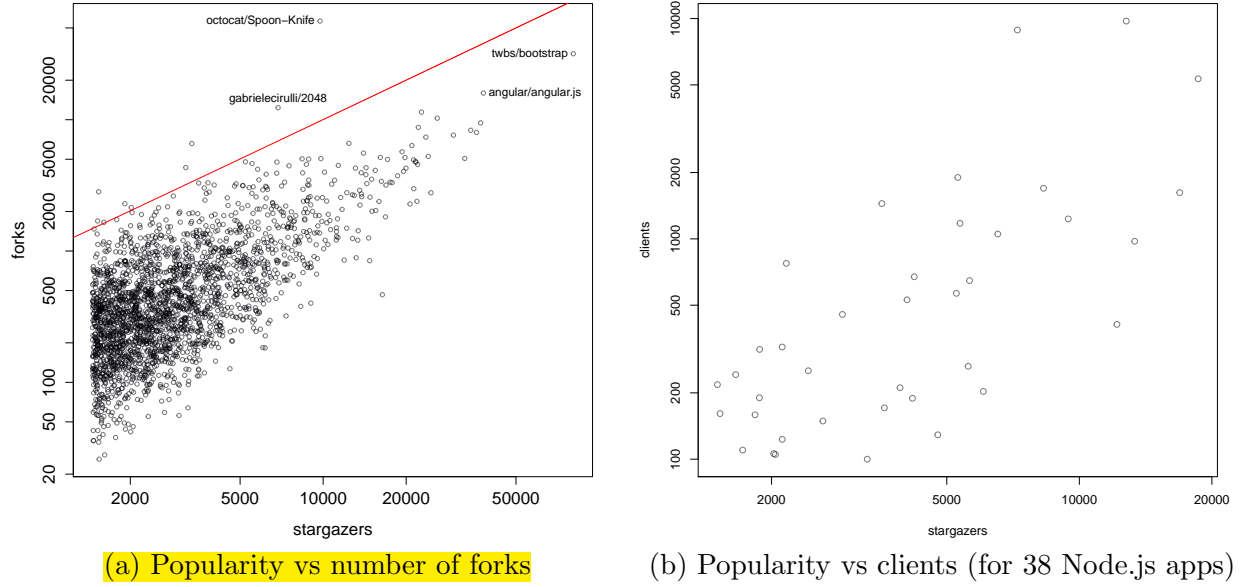 octocat/Spoon−Knife
twbs/bootstrap
angular/angular.js
gabrielecirulli/2048
20000
5000
2000
500
200
100
50
20
forks
2000
5000
10000
20000
50000
stargazers
(a) Popularity vs number of forks
10000
5000
2000
1000
500
200
100
clients
2000
5000
10000
20000
stargazers
(b) Popularity vs clients (for 38 Node.js apps)